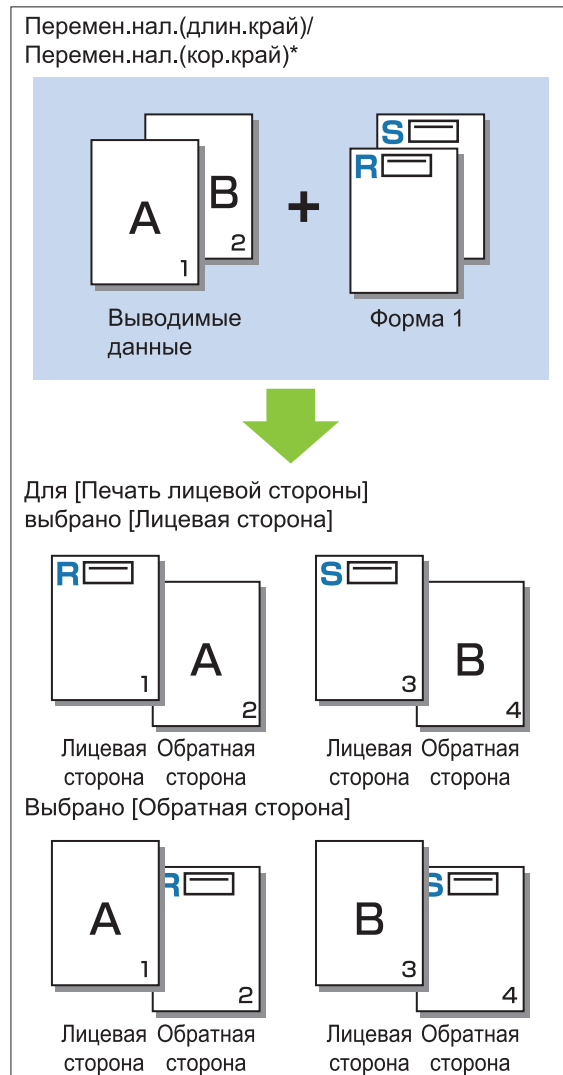 Перемен.нал.(длин.край)/
Перемен.нал.(кор.край)*
A
1
B
2
+
R
S
Выводимые
данные
Форма 1
Для [Печать лицевой стороны]
выбрано [Лицевая сторона]
R
1
A
2
S
3
B
4
Лицевая Обратная
сторона сторона
Лицевая Обратная
сторона сторона
Выбрано [Обратная сторона]
A
1
R
2
B
3
S
4
Лицевая Обратная
сторона сторона
Лицевая Обратная
сторона сторона